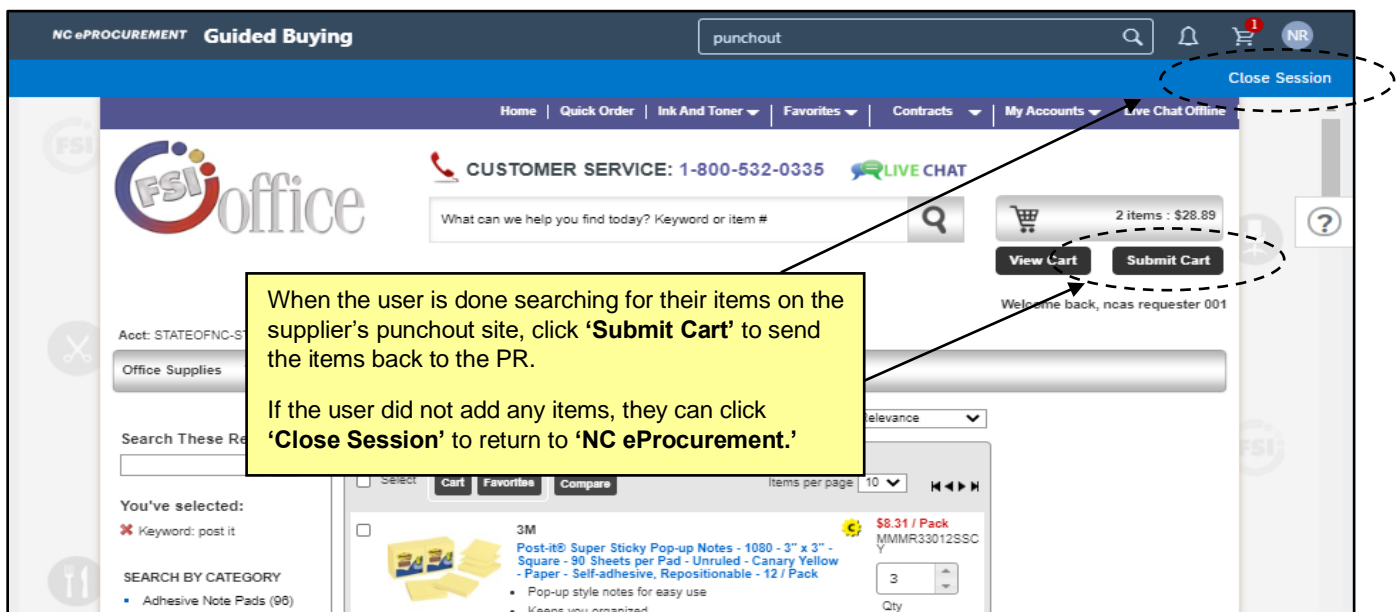 NC ePROCUREMENT Guided Buying
punchout
1
NR
Close Session
Home | Quick Order | Ink And Toner | Favorites | Contracts | My Accounts | Live Chat Offline
FSI
FSI office
CUSTOMER SERVICE: 1-800-532-0335 LIVE CHAT
What can we help you find today? Keyword or item #
2 items : $28.89
?
View Cart Submit Cart
Welcome back, ncas requester 001
When the user is done searching for their items on the
supplier’s punchout site, click ‘Submit Cart’ to send
the items back to the PR.
If the user did not add any items, they can click
‘Close Session’ to return to ‘NC eProcurement.’
Acct: STATEOFNC-ST
Office Supplies
Relevance
Search These Re
FSI
Select Cart Favorites Compare Items per page 10
You've selected:
Keyword: post it
3M
Post-it® Super Sticky Pop-up Notes - 1080 - 3" x 3" -
Square - 90 Sheets per Pad - Unruled - Canary Yellow
- Paper - Self-adhesive, Repositionable - 12 / Pack
• Pop-up style notes for easy use
• Keeps you organized
C
$8.31 / Pack
MMMR33012SSC
Y
3
Qty
SEARCH BY CATEGORY
Adhesive Note Pads (96)